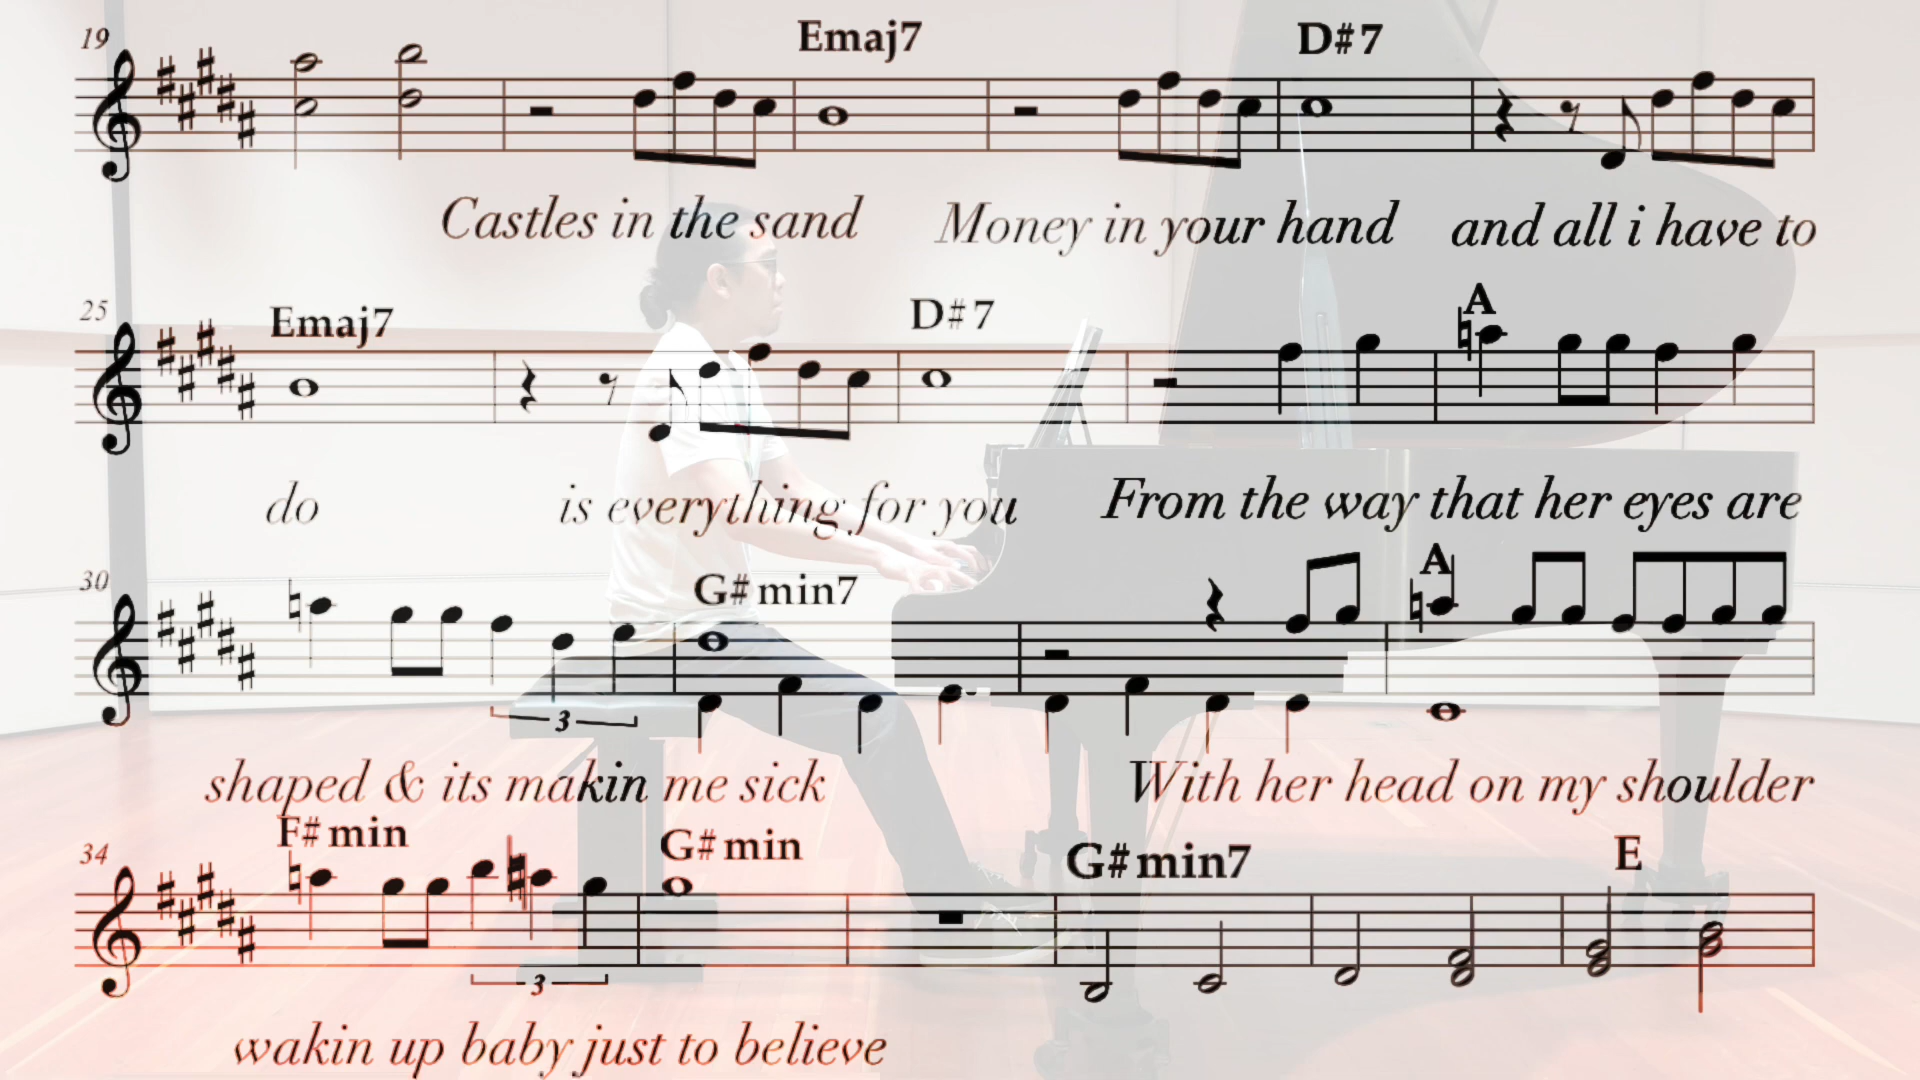 19 Emaj7 D#7
Castles in the sand Money in your hand and all i have to
25 Emaj7 D#7 A
do is everything for you From the way that her eyes are
30 G#min7 A
3
shaped & its makin me sick With her head on my shoulder
34 F#min G#min G#min7 E
3
wakin up baby just to believe